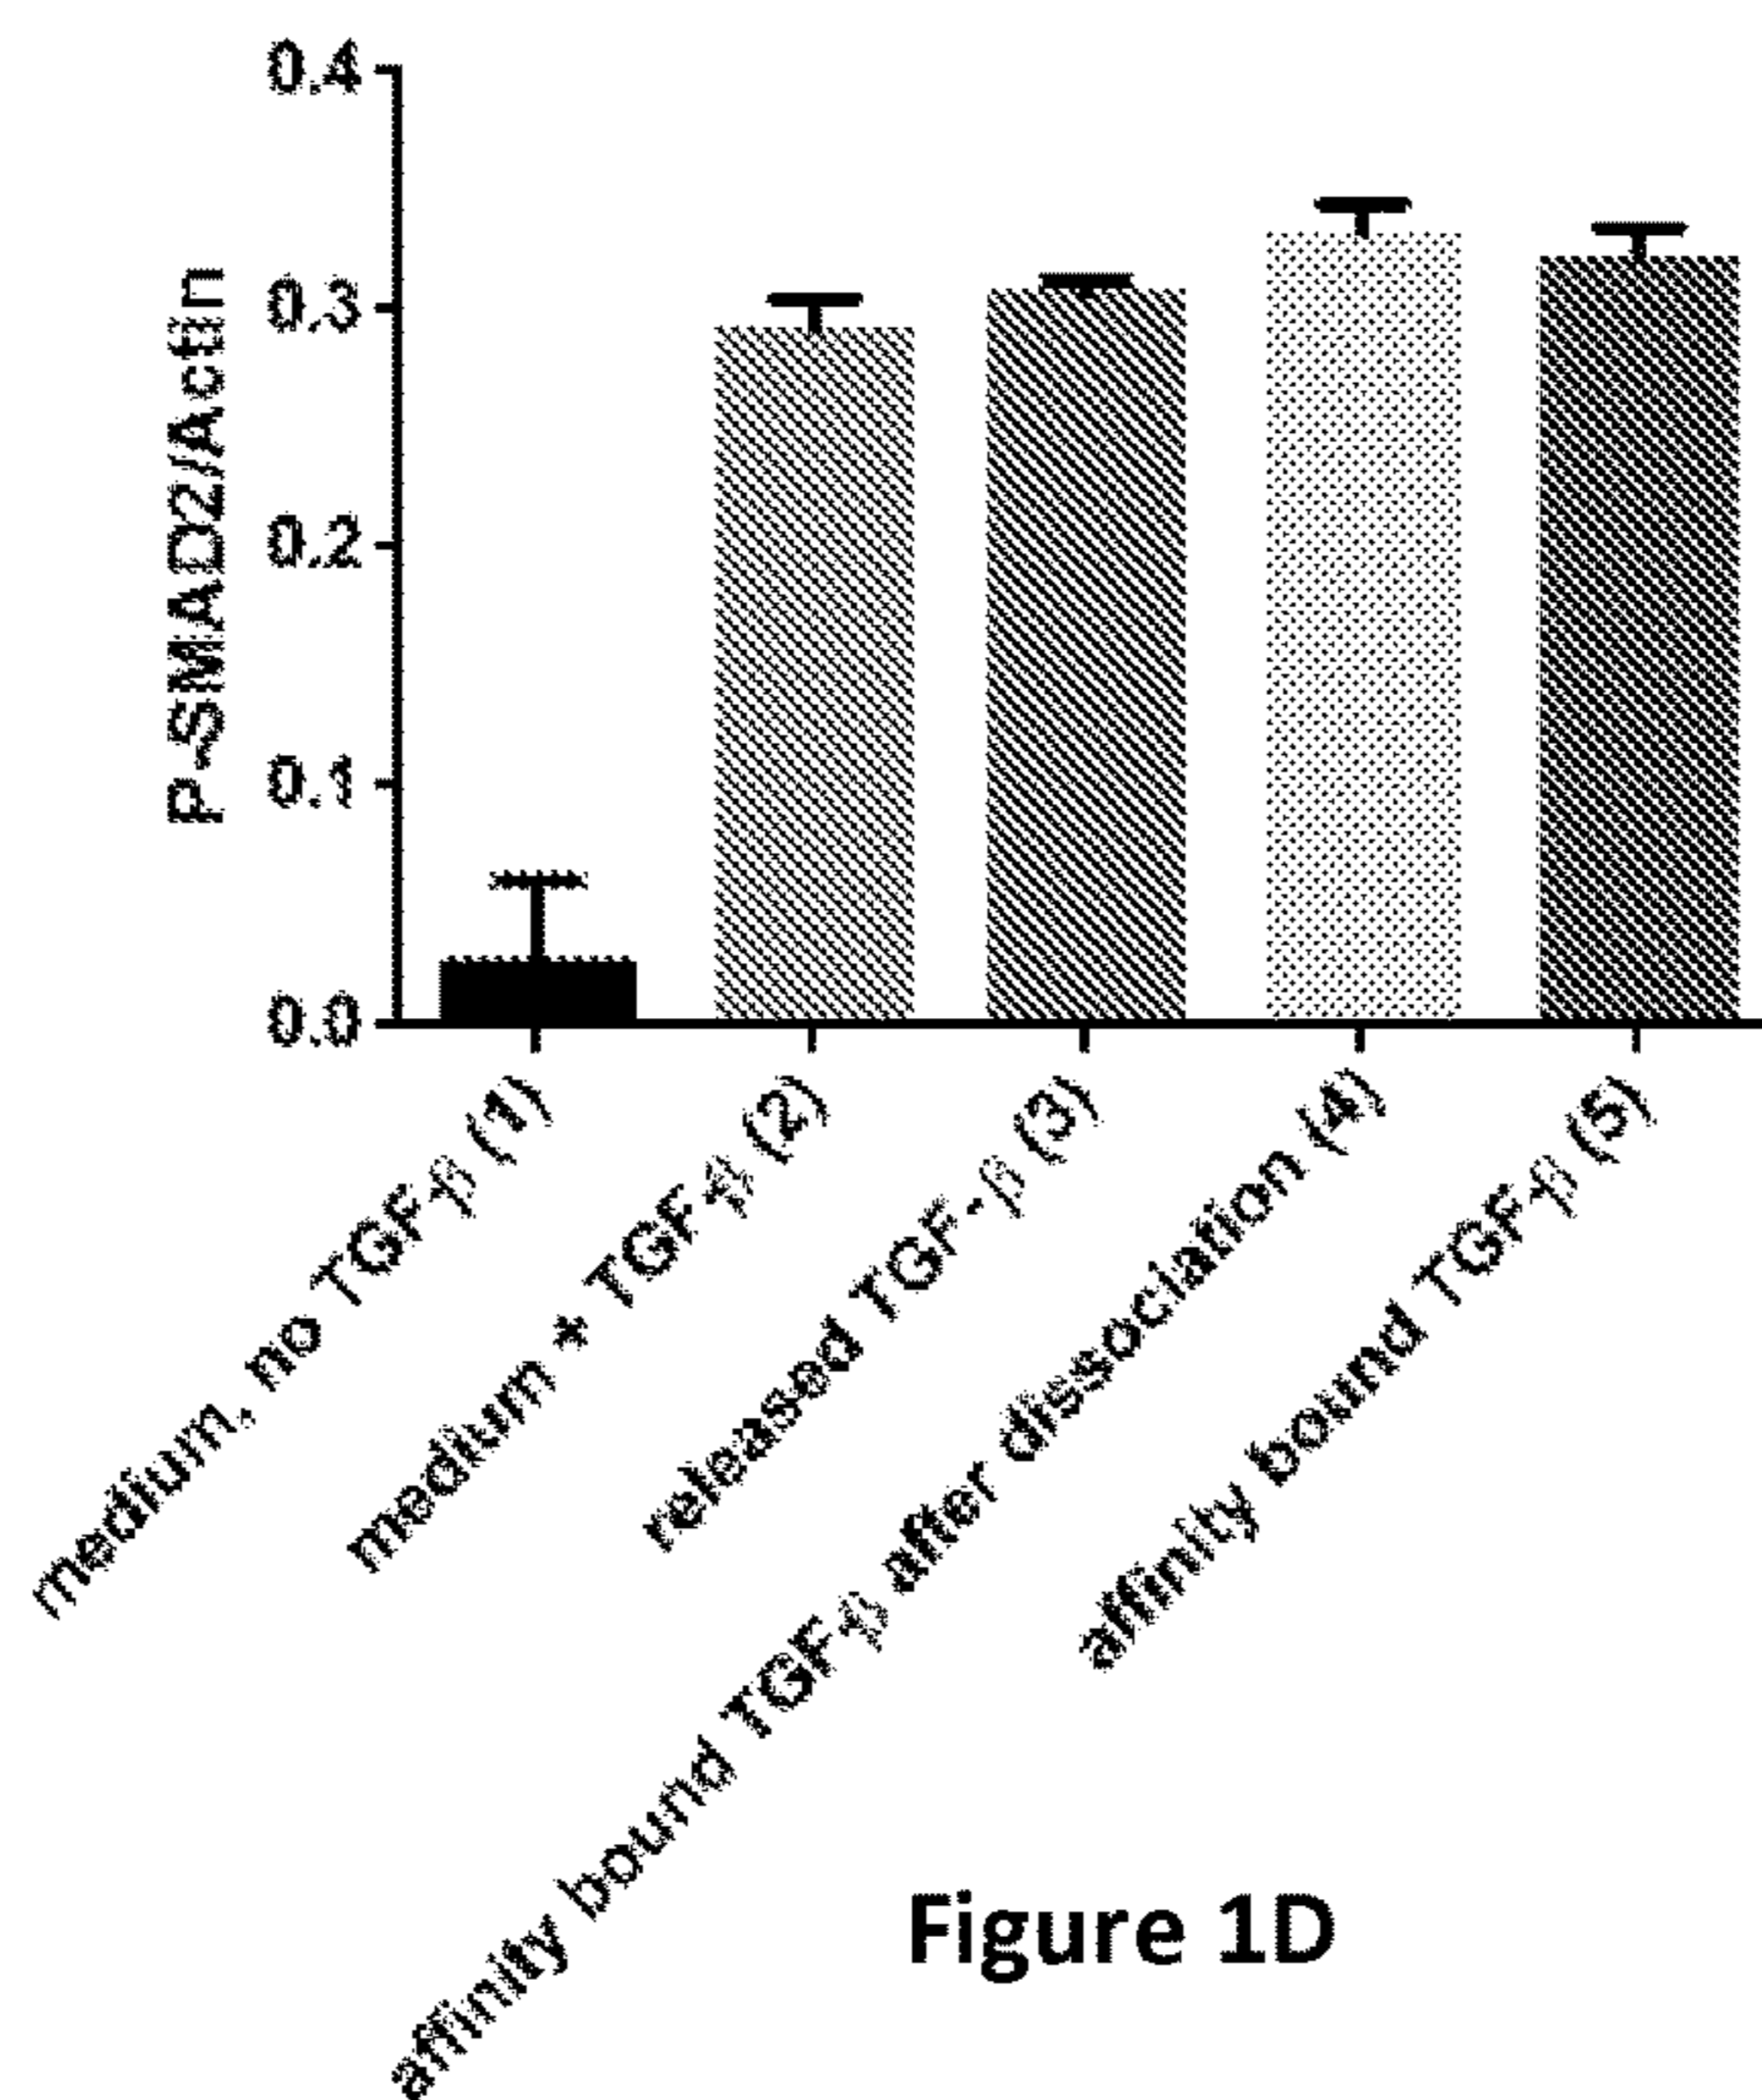 0.4
0.3
0.2
0.1
0.0
P-SMAD2/Actin
medium, no TGF-β (1)
medium + TGF-β (2)
released TGF-β (3)
affinity bound TGF-β after dissociation (4)
affinity bound TGF-β (5)
Figure 1D